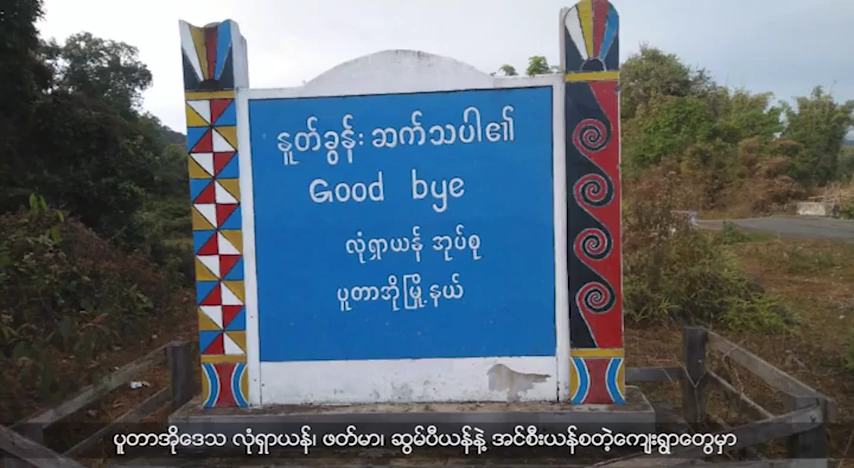 နှုတ်ခွန်းဆက်သပါ၏
Good bye
လုံရှာယန် အုပ်စု
ပူတာအိုမြို့နယ်
ပူတာအိုဒေသ လုံရှာယန်၊ ဖတ်မာ၊ ဆွမ်ပီယန်နဲ့ အင်စီးယန်စတဲ့ကျေးရွာတွေမှာ